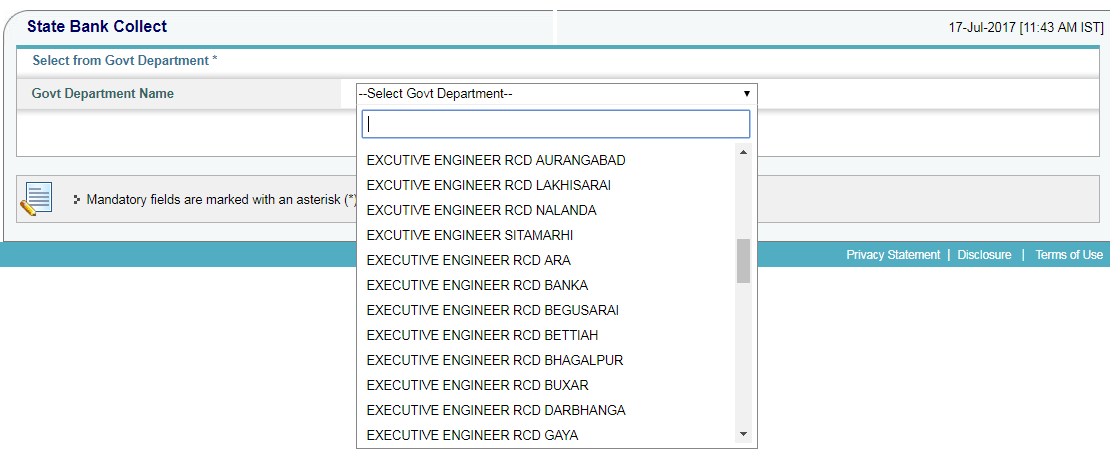 State Bank Collect
17-Jul-2017 [11:43 AM IST]
Select from Govt Department *
Govt Department Name
--Select Govt Department--
EXCUTIVE ENGINEER RCD AURANGABAD
EXCUTIVE ENGINEER RCD LAKHISARAI
EXCUTIVE ENGINEER RCD NALANDA
EXCUTIVE ENGINEER SITAMARHI
EXECUTIVE ENGINEER RCD ARA
EXECUTIVE ENGINEER RCD BANKA
EXECUTIVE ENGINEER RCD BEGUSARAI
EXECUTIVE ENGINEER RCD BETTIAH
EXECUTIVE ENGINEER RCD BHAGALPUR
EXECUTIVE ENGINEER RCD BUXAR
EXECUTIVE ENGINEER RCD DARBHANGA
EXECUTIVE ENGINEER RCD GAYA
Mandatory fields are marked with an asterisk (*)
Privacy Statement | Disclosure | Terms of Use